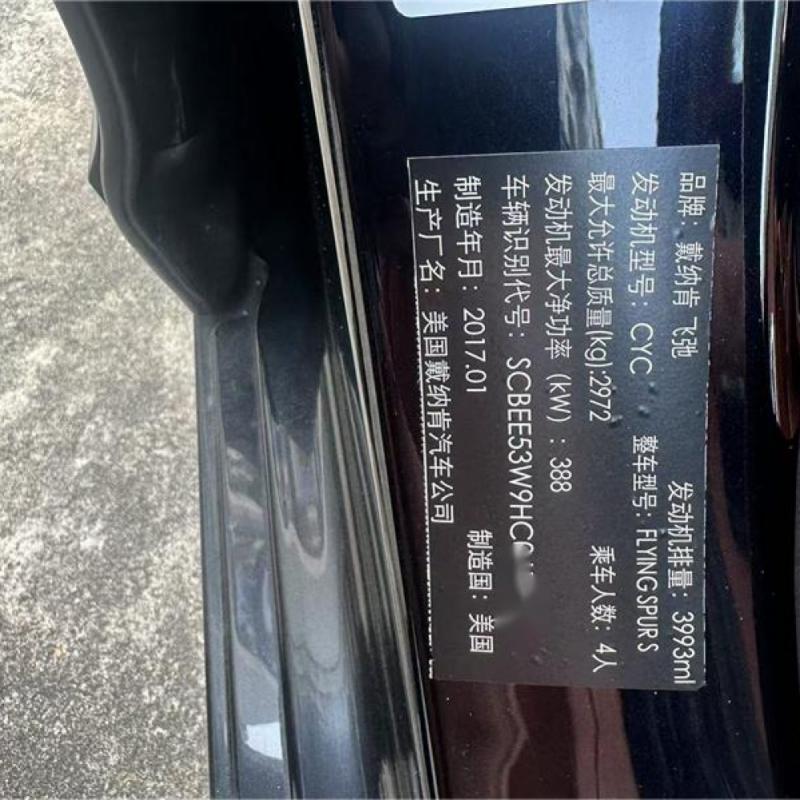 品牌：戴纳肯 飞驰 发动机排量：3993ml
发动机型号：CYC 整车型号：FLYINGSPURS
最大允许总质量(kg):2972 乘车人数：4人
发动机最大净功率（kW）：388
车辆识别代号：SCBEE53W9HC
制造年月：2017.01 制造国：美国
生产厂名：美国戴纳肯汽车公司